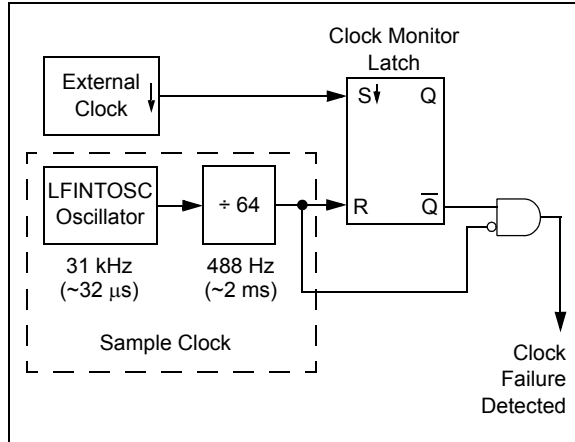 Clock Monitor
Latch
External
Clock
S
Q
LFINTOSC
Oscillator
÷ 64
R
Q̅
31 kHz
(~32 μs)
488 Hz
(~2 ms)
Sample Clock
Clock
Failure
Detected